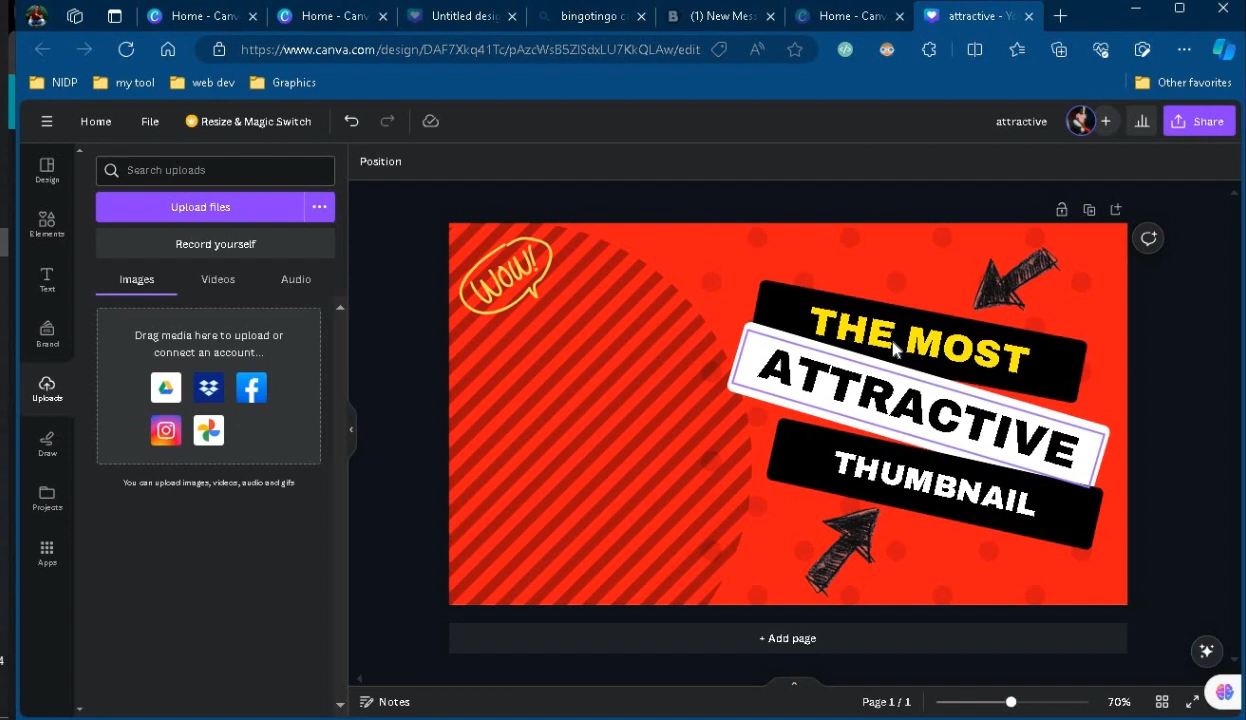 Home - Canv
Home - Canv
Untitled desig
bingotingo c
(1) New Mes
Home - Canv
attractive - Yo
https://www.canva.com/design/DAF7Xkq41Tc/pAzcWsB5ZlSdxLU7KkQLAw/edit
NIDP
my tool
web dev
Graphics
Other favorites
Home
File
Resize & Magic Switch
attractive
Share
Design
Elements
Text
Brand
Uploads
Draw
Projects
Apps
Search uploads
Upload files
Record yourself
Images
Videos
Audio
Drag media here to upload or
connect an account...
You can upload images, videos, audio and gifs
Position
WOW!
THE MOST
ATTRACTIVE
THUMBNAIL
+ Add page
Notes
Page 1 / 1
70%